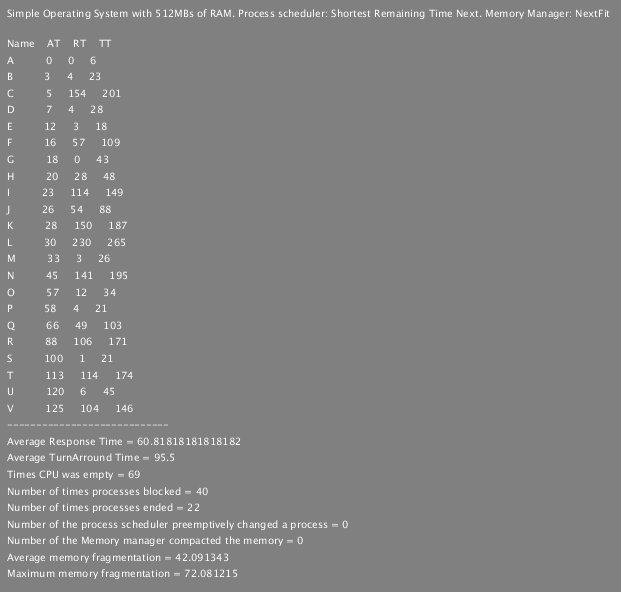 Simple Operating System with 512MBs of RAM. Process scheduler: Shortest Remaining Time Next. Memory Manager: NextFit
Name AT RT TT
A 0 0 6
B 3 4 23
C 5 154 201
D 7 4 28
E 12 3 18
F 16 57 109
G 18 0 43
H 20 28 48
I 23 114 149
J 26 54 88
K 28 150 187
L 30 230 265
M 33 3 26
N 45 141 195
O 57 12 34
P 58 4 21
Q 66 49 103
R 88 106 171
S 100 1 21
T 113 114 174
U 120 6 45
V 125 104 146
----------------------------
Average Response Time = 60.81818181818182
Average TurnArround Time = 95.5
Times CPU was empty = 69
Number of times processes blocked = 40
Number of times processes ended = 22
Number of the process scheduler preemptively changed a process = 0
Number of the Memory manager compacted the memory = 0
Average memory fragmentation = 42.091343
Maximum memory fragmentation = 72.081215